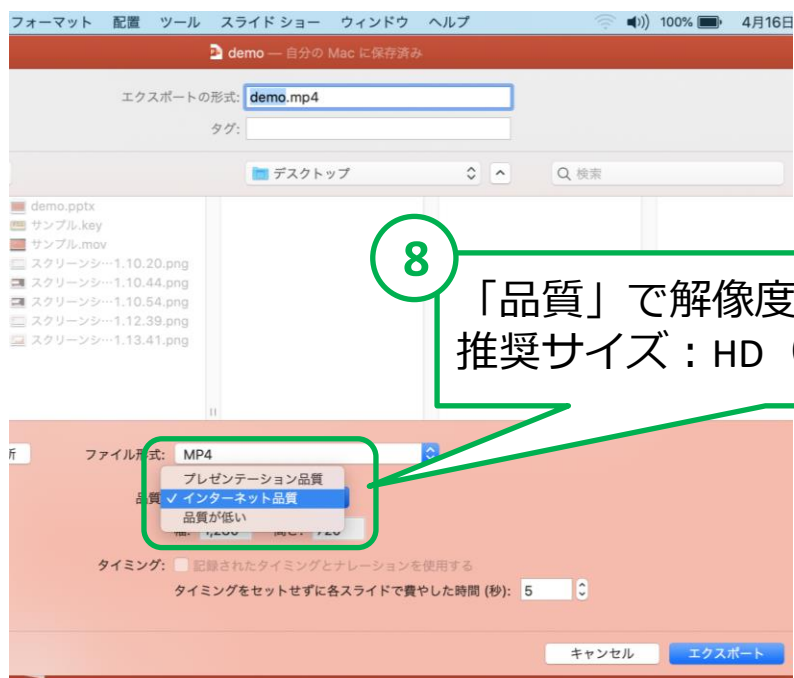 フォーマット 配置 ツール スライド ショー ウィンドウ ヘルプ 100% 4月16日
demo — 自分の Mac に保存済み
エクスポートの形式: demo.mp4
タグ:
デスクトップ 検索
demo.pptx
サンプル.key
サンプル.mov
スクリーンシ…1.10.20.png
スクリーンシ…1.10.44.png
スクリーンシ…1.10.54.png
スクリーンシ…1.12.39.png
スクリーンシ…1.13.41.png
8
「品質」で解像度
推奨サイズ：HD（
所 ファイル形式: MP4
プレゼンテーション品質
品質 ✓ インターネット品質
品質が低い
幅: 1,280 高さ: 720
タイミング: 記録されたタイミングとナレーションを使用する
タイミングをセットせずに各スライドで費やした時間 (秒): 5
キャンセル エクスポート